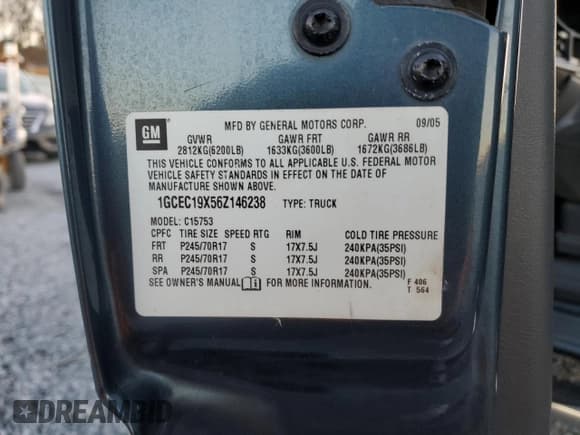 GM
MFD BY GENERAL MOTORS CORP. 09/05
GVWR GAWR FRT GAWR RR
2812KG(6200LB) 1633KG(3600LB) 1672KG(3686LB)
THIS VEHICLE CONFORMS TO ALL APPLICABLE U.S. FEDERAL MOTOR
VEHICLE SAFETY STANDARDS IN EFFECT ON THE DATE OF
MANUFACTURE SHOWN ABOVE.
1GCEC19X56Z146238 TYPE: TRUCK
MODEL: C15753
CPFC TIRE SIZE SPEED RTG RIM COLD TIRE PRESSURE
FRT P245/70R17 S 17X7.5J 240KPA(35PSI)
RR P245/70R17 S 17X7.5J 240KPA(35PSI)
SPA P245/70R17 S 17X7.5J 240KPA(35PSI)
SEE OWNER'S MANUAL i FOR MORE INFORMATION.
F 406
T 564
DREAMBID